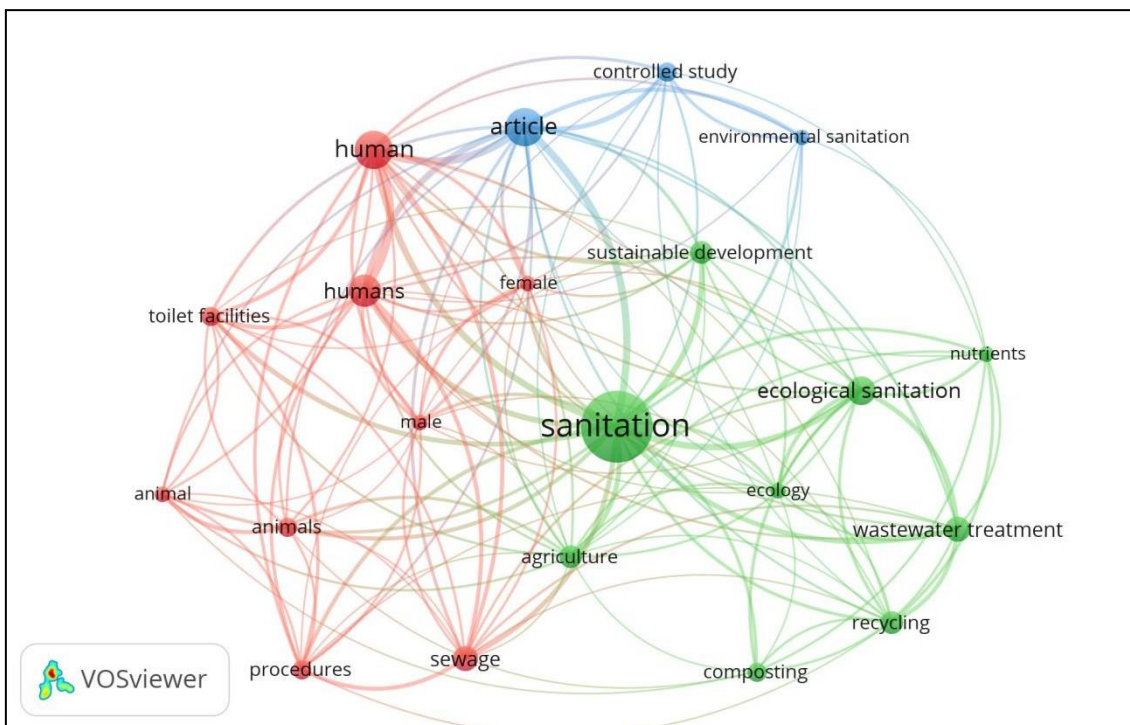 controlled study
article
environmental sanitation
human
sustainable development
female
humans
toilet facilities
nutrients
ecological sanitation
sanitation
male
animal
ecology
animals
wastewater treatment
agriculture
recycling
sewage
procedures
composting
VOSviewer